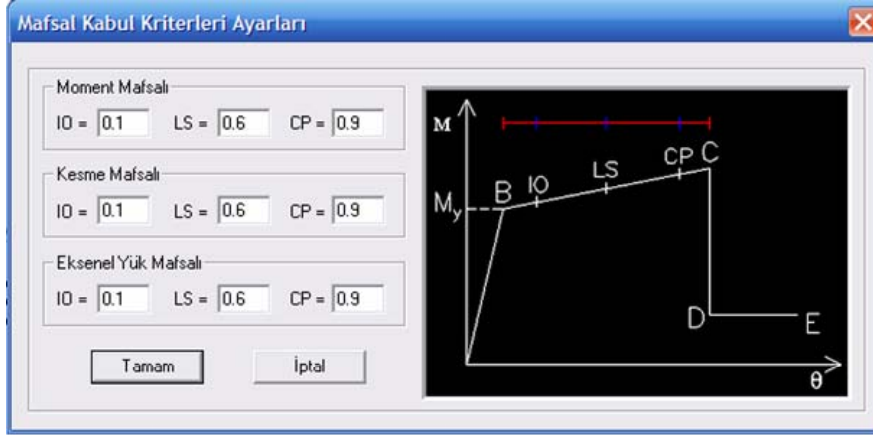 Mafsal Kabul Kriterleri Ayarları
Moment Mafsalı
IO = 0.1 LS = 0.6 CP = 0.9
Kesme Mafsalı
IO = 0.1 LS = 0.6 CP = 0.9
Eksenel Yük Mafsalı
IO = 0.1 LS = 0.6 CP = 0.9
Tamam İptal
M
My
B IO LS CP C
D E
θ